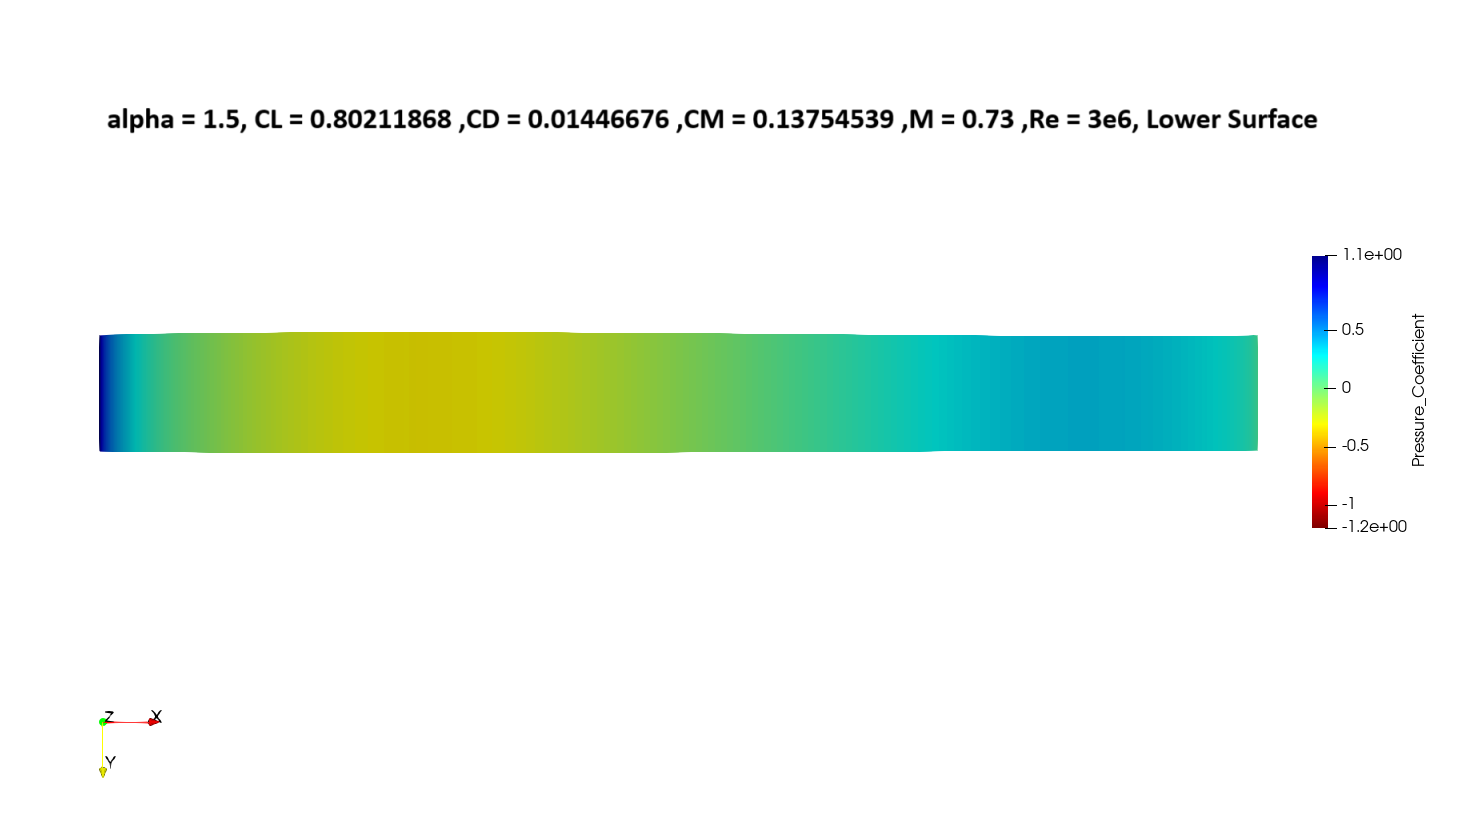 alpha = 1.5, CL = 0.80211868 ,CD = 0.01446676 ,CM = 0.13754539 ,M = 0.73 ,Re = 3e6, Lower Surface
1.1e+00
0.5
0
-0.5
-1
-1.2e+00
Pressure_Coefficient
Z
X
Y